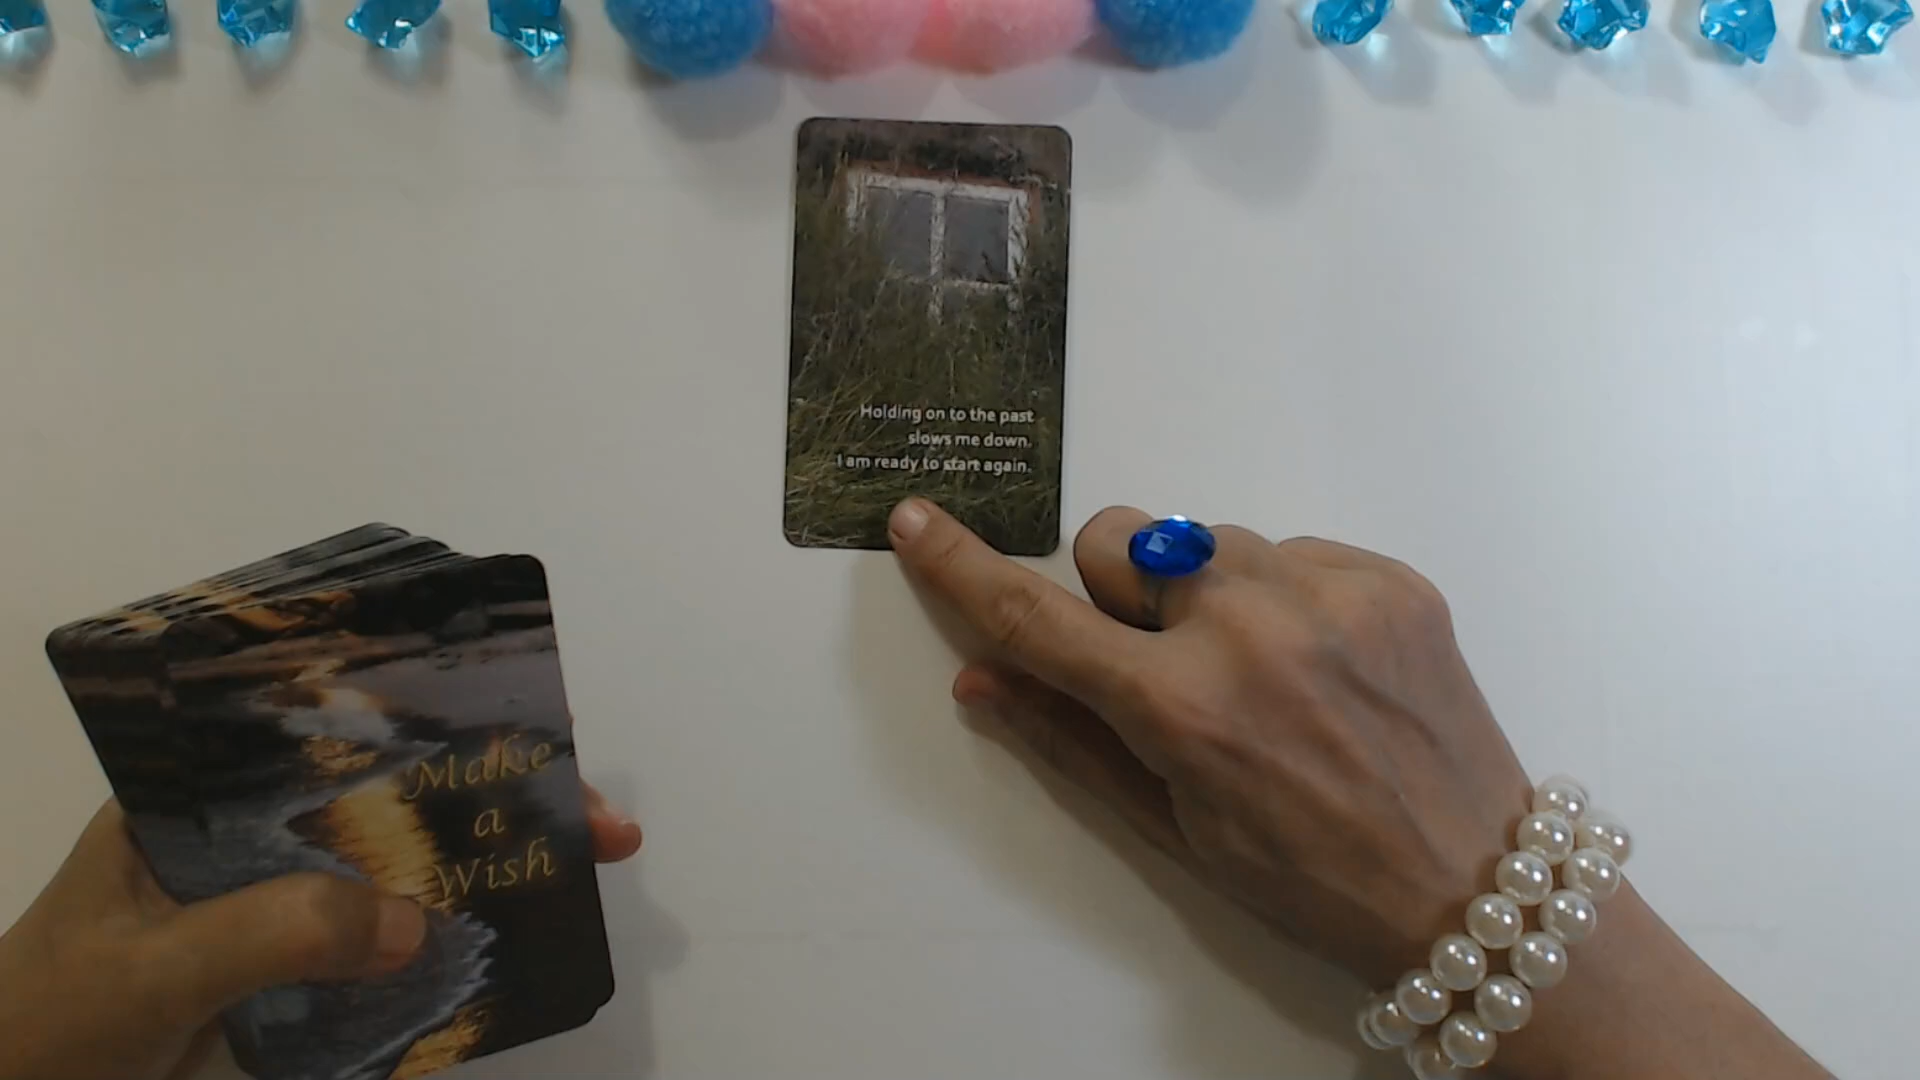 Holding on to the past
slows me down.
I am ready to start again.
Make
a
Wish